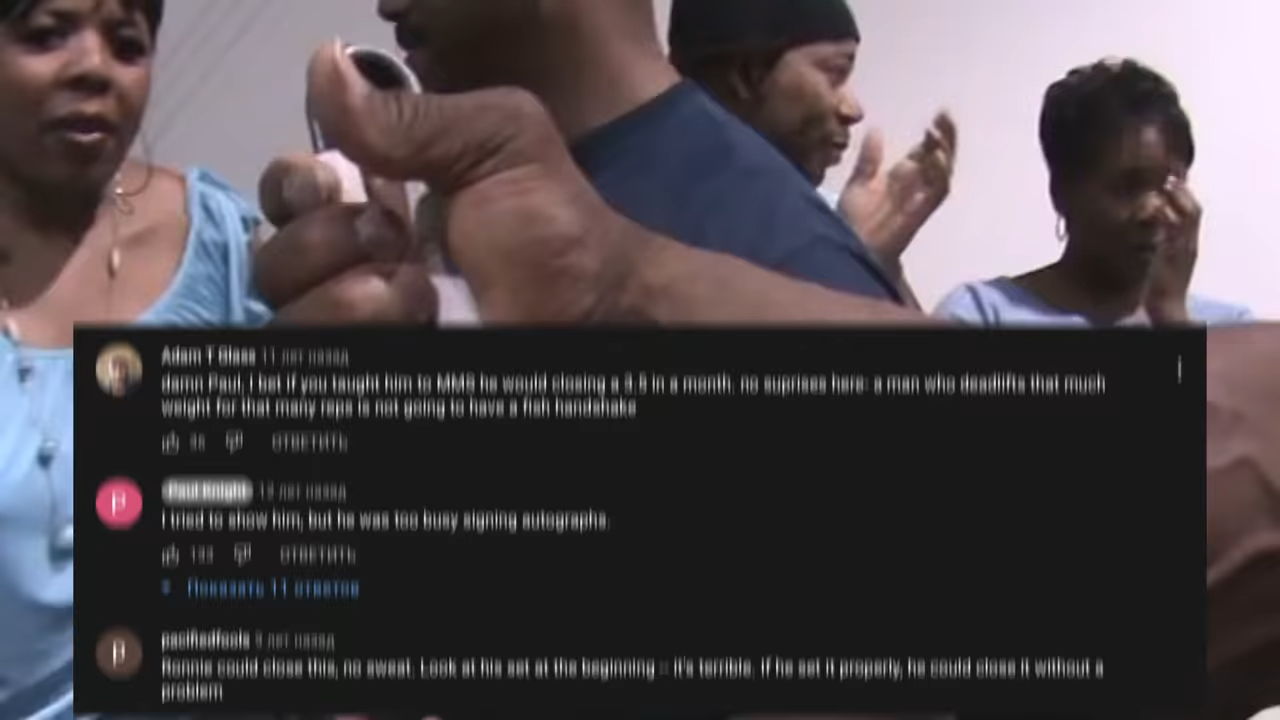 Adam T Glass 11 лет назад
damn Paul, I bet if you taught him to MMS he would closing a 3.5 in a month. no suprises here- a man who deadlifts that much
weight for that many reps is not going to have a fish handshake
ОТВЕТИТЬ
P
Paul Knight лет назад
I tried to show him, but he was too busy signing autographs.
133 ОТВЕТИТЬ
Показать 11 ответов
P
pacifiedfools 9 лет назад
Ronnie could close this, no sweat. Look at his set at the beginning -- it's terrible. If he set it properly, he could close it without a
problem